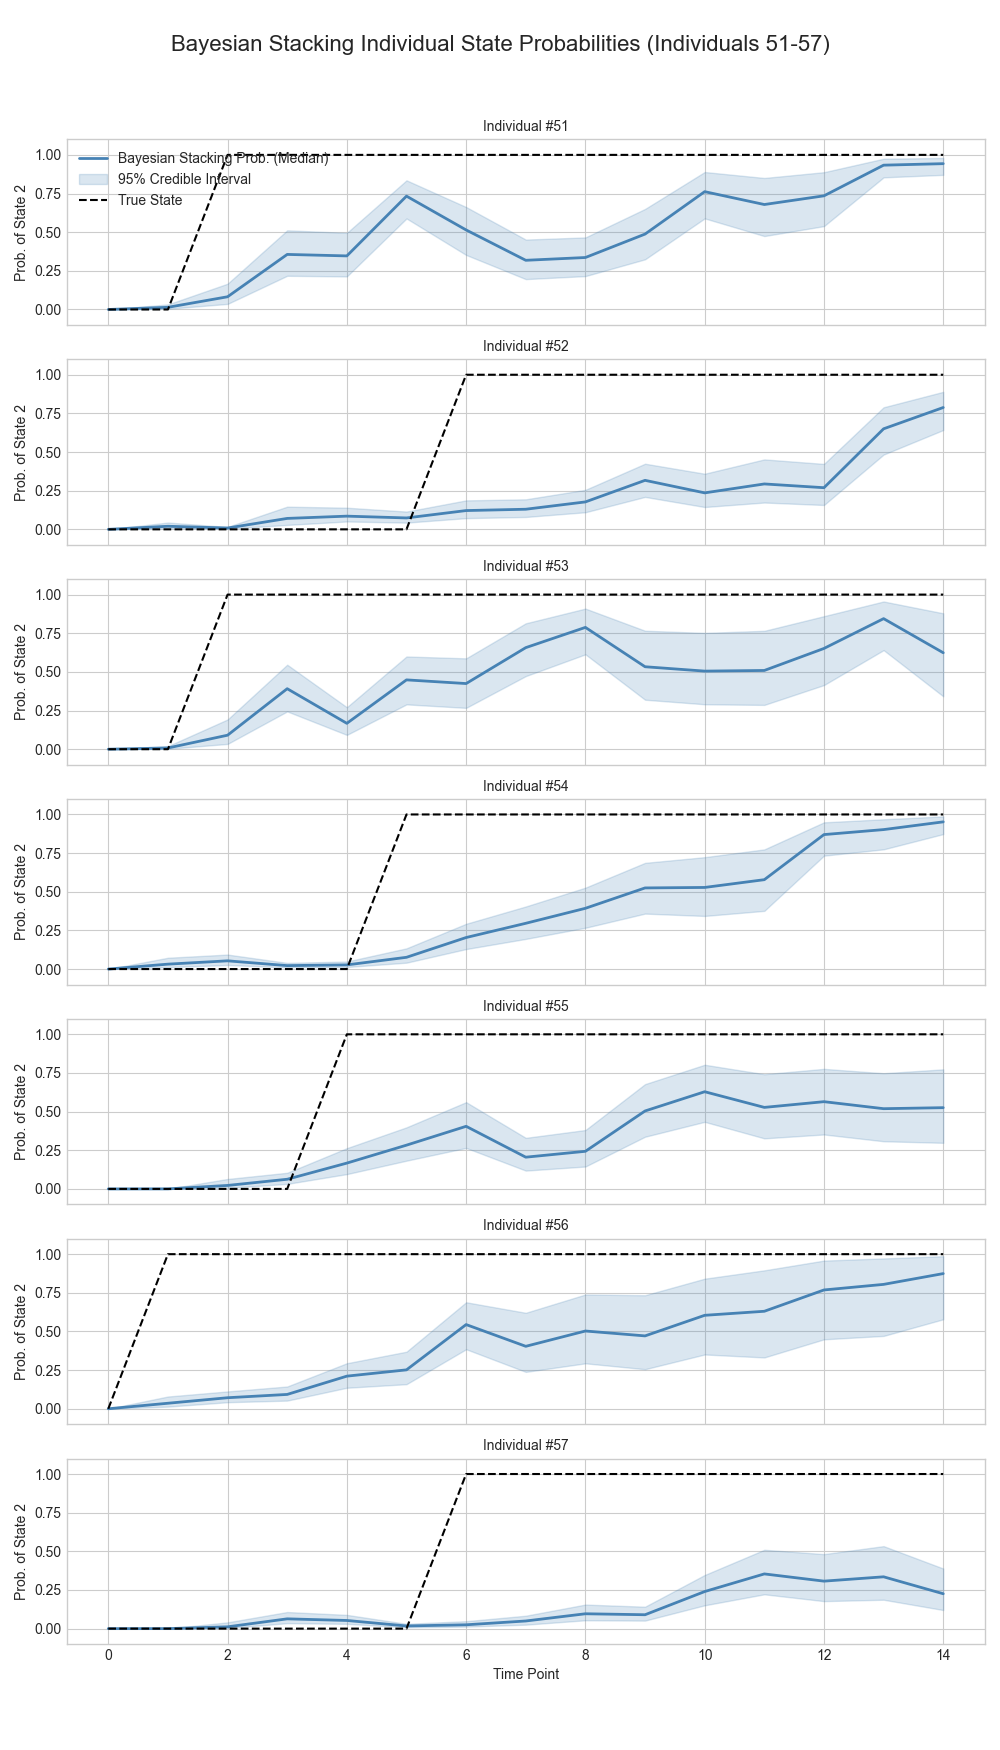 Bayesian Stacking Individual State Probabilities (Individuals 51-57)
Individual #51
1.00
0.75
0.50
0.25
0.00
Prob. of State 2
Bayesian Stacking Prob. (Median)
95% Credible Interval
True State
Individual #52
1.00
0.75
0.50
0.25
0.00
Prob. of State 2
Individual #53
1.00
0.75
0.50
0.25
0.00
Prob. of State 2
Individual #54
1.00
0.75
0.50
0.25
0.00
Prob. of State 2
Individual #55
1.00
0.75
0.50
0.25
0.00
Prob. of State 2
Individual #56
1.00
0.75
0.50
0.25
0.00
Prob. of State 2
Individual #57
1.00
0.75
0.50
0.25
0.00
Prob. of State 2
0 2 4 6 8 10 12 14
Time Point